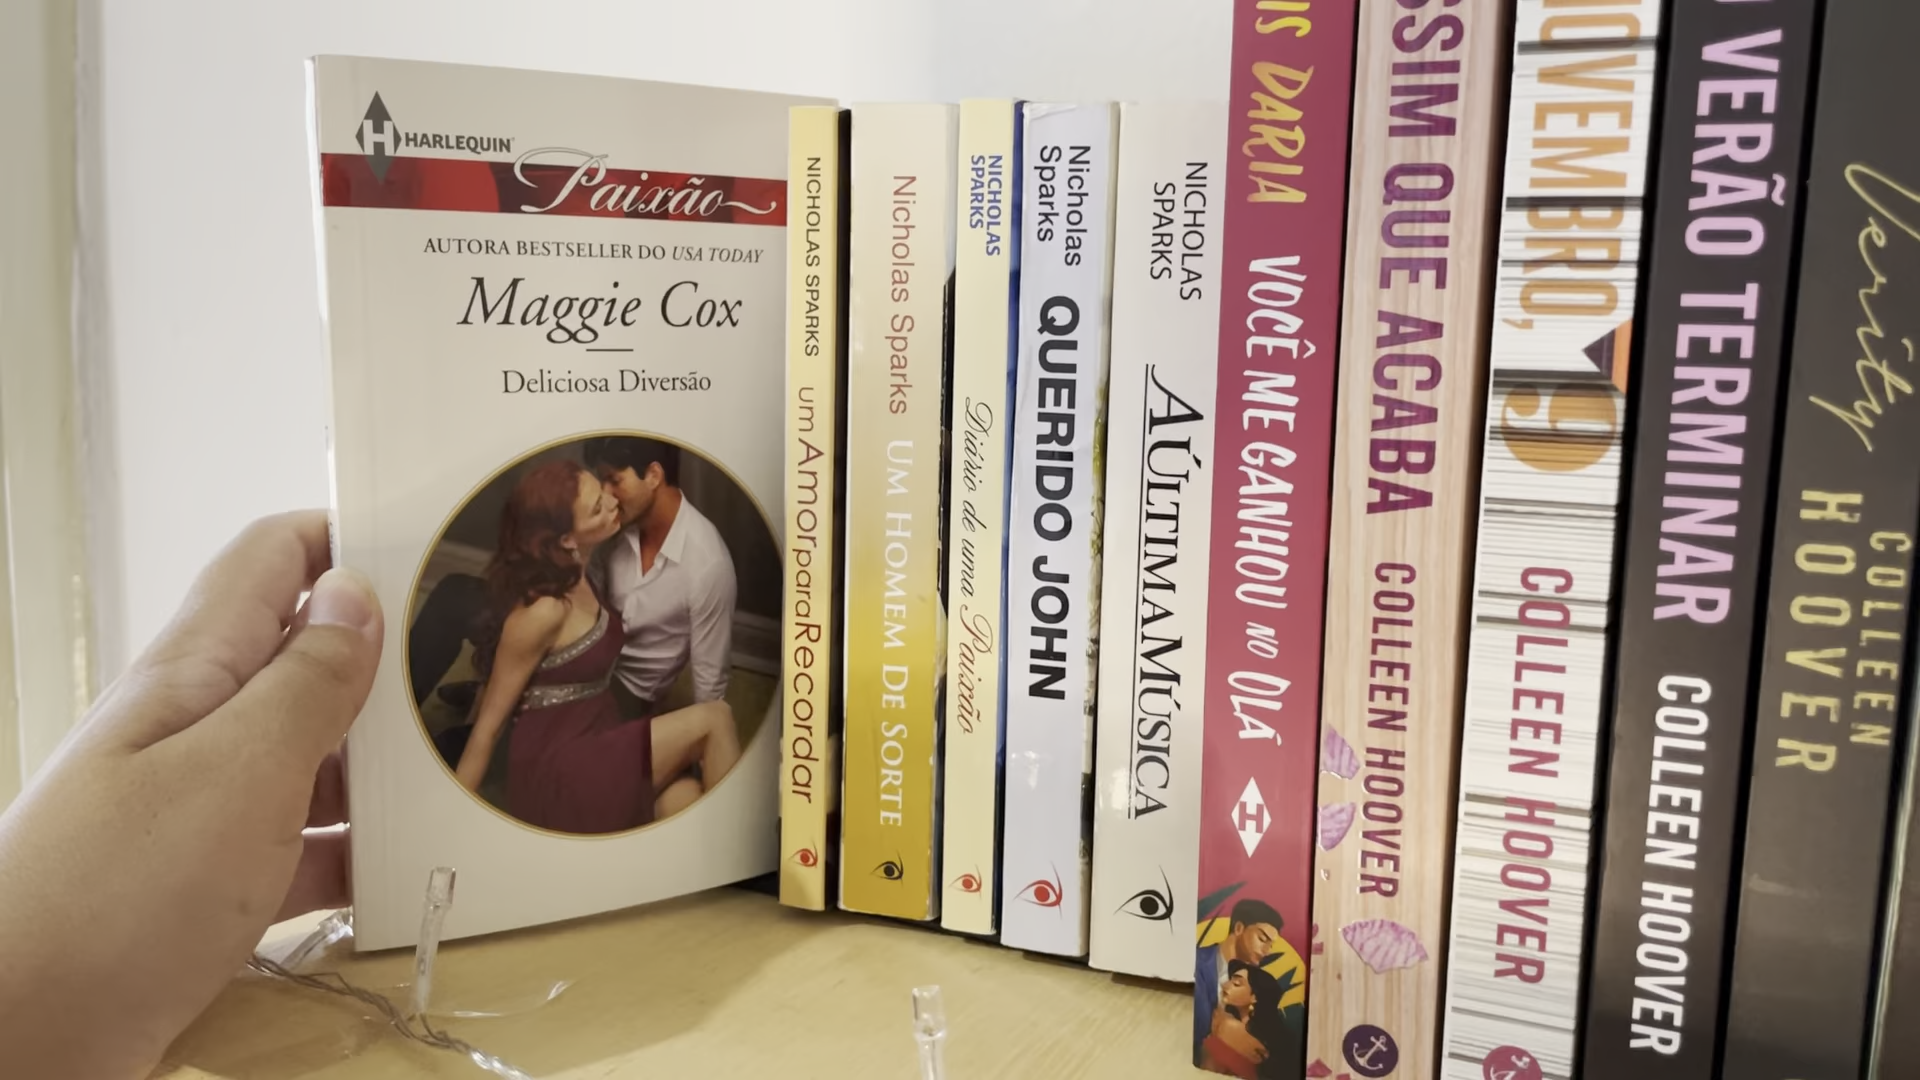 HARLEQUIN
Paixão
AUTORA BESTSELLER DO USA TODAY
Maggie Cox
Deliciosa Diversão
NICHOLAS SPARKS
um Amor para Recordar
Nicholas Sparks
UM HOMEM DE SORTE
NICHOLAS
SPARKS
Diário de uma Paixão
Nicholas
Sparks
QUERIDO JOHN
NICHOLAS
SPARKS
A ÚLTIMA MÚSICA
IS DARIA
VOCÊ ME GANHOU NO OLÁ
H
SSIM QUE ACABA
COLLEEN HOOVER
NOVEMBRO,
9
COLLEEN HOOVER
VERÃO TERMINAR
COLLEEN HOOVER
Verity
COLLEEN
HOOVER